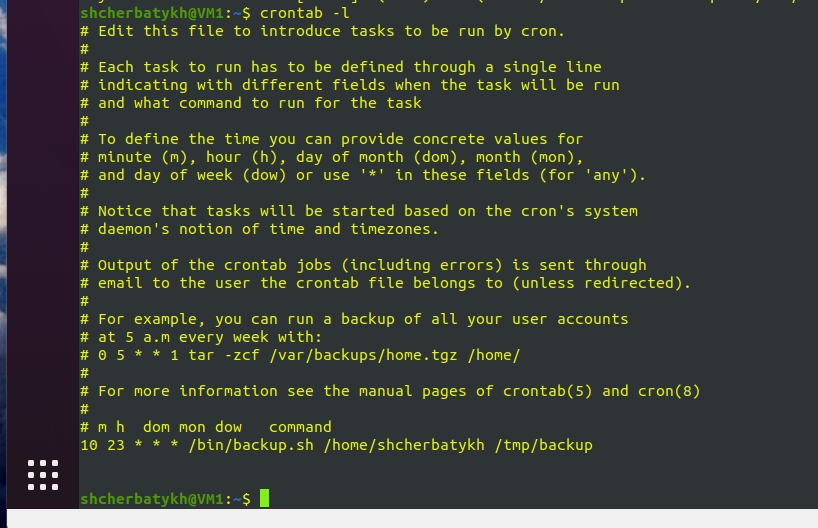 shcherbatykh@VM1:~$ crontab -l
# Edit this file to introduce tasks to be run by cron.
#
# Each task to run has to be defined through a single line
# indicating with different fields when the task will be run
# and what command to run for the task
#
# To define the time you can provide concrete values for
# minute (m), hour (h), day of month (dom), month (mon),
# and day of week (dow) or use '*' in these fields (for 'any').
#
# Notice that tasks will be started based on the cron's system
# daemon's notion of time and timezones.
#
# Output of the crontab jobs (including errors) is sent through
# email to the user the crontab file belongs to (unless redirected).
#
# For example, you can run a backup of all your user accounts
# at 5 a.m every week with:
# 0 5 * * 1 tar -zcf /var/backups/home.tgz /home/
#
# For more information see the manual pages of crontab(5) and cron(8)
#
# m h  dom mon dow   command
10 23 * * * /bin/backup.sh /home/shcherbatykh /tmp/backup
shcherbatykh@VM1:~$